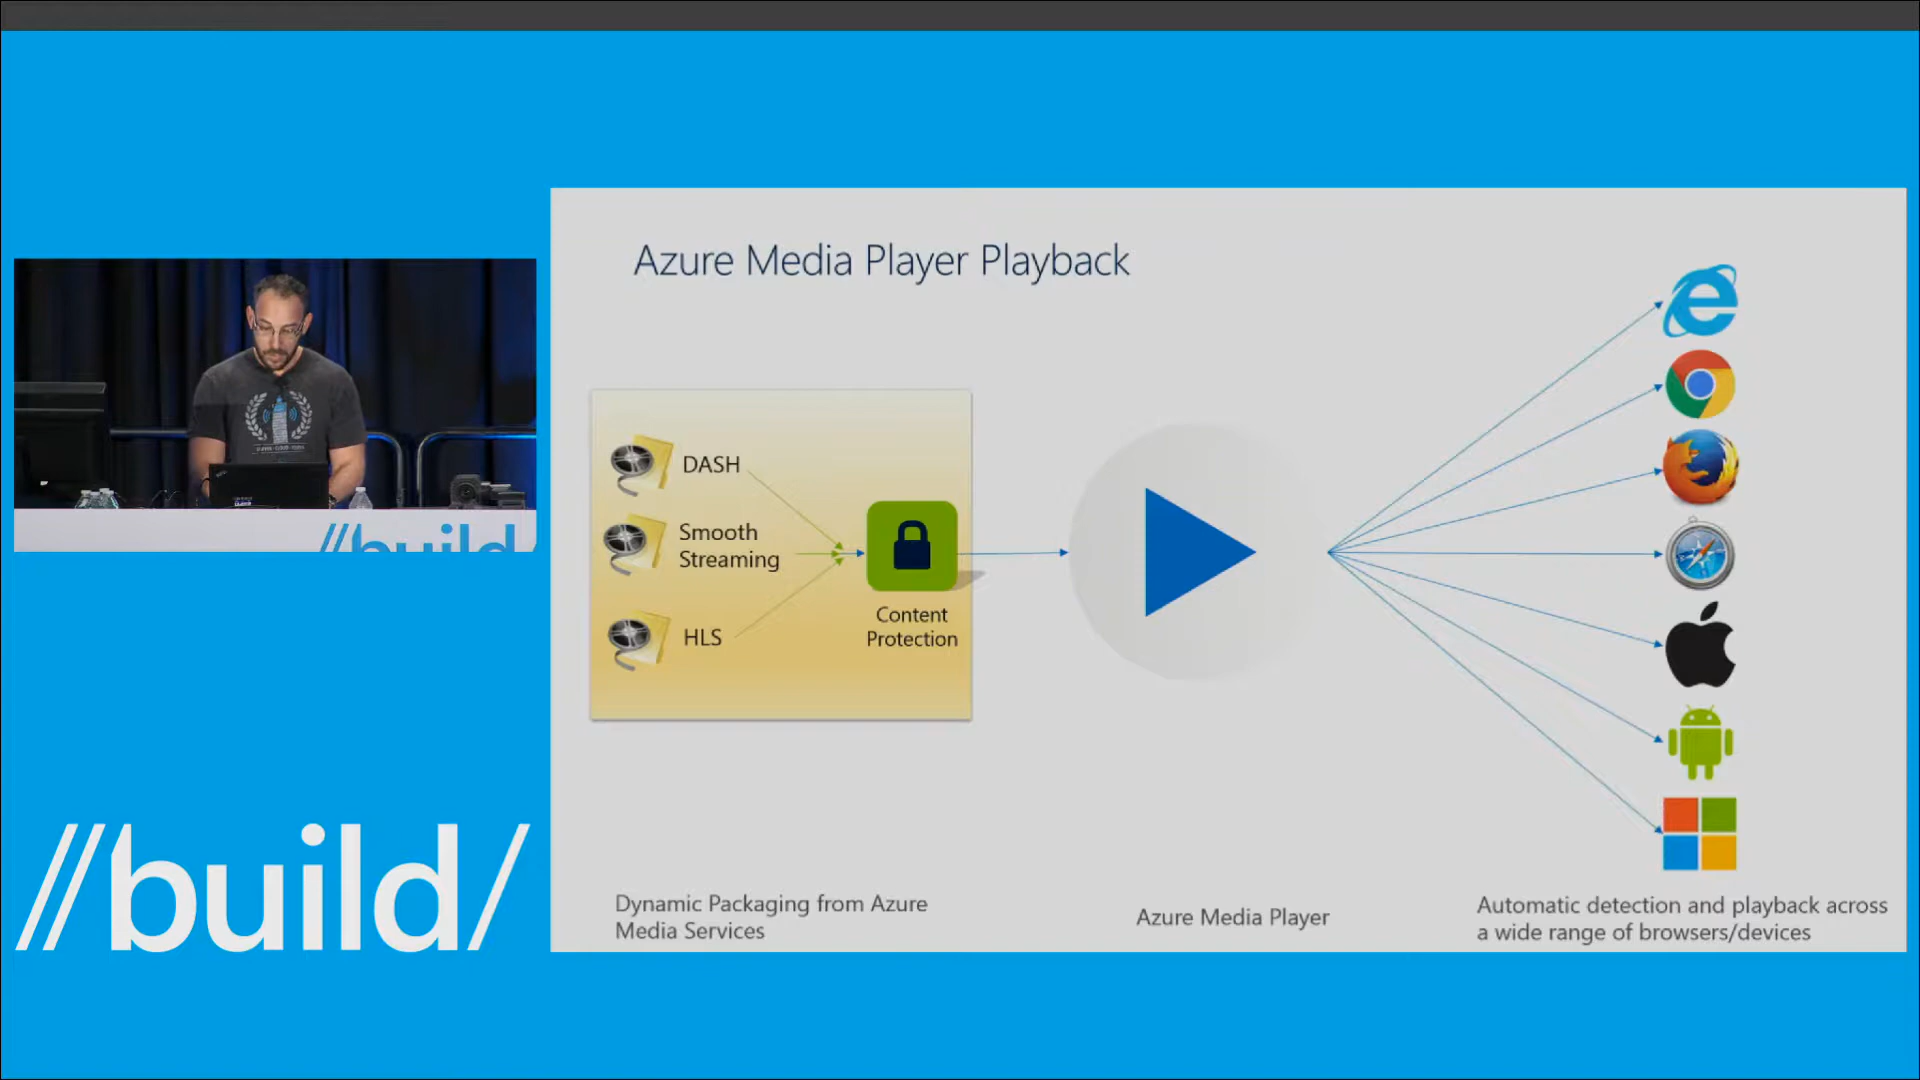 Azure Media Player Playback
DASH
Smooth
Streaming
HLS
Content
Protection
Dynamic Packaging from Azure
Media Services
Azure Media Player
Automatic detection and playback across
a wide range of browsers/devices
//build
//build/